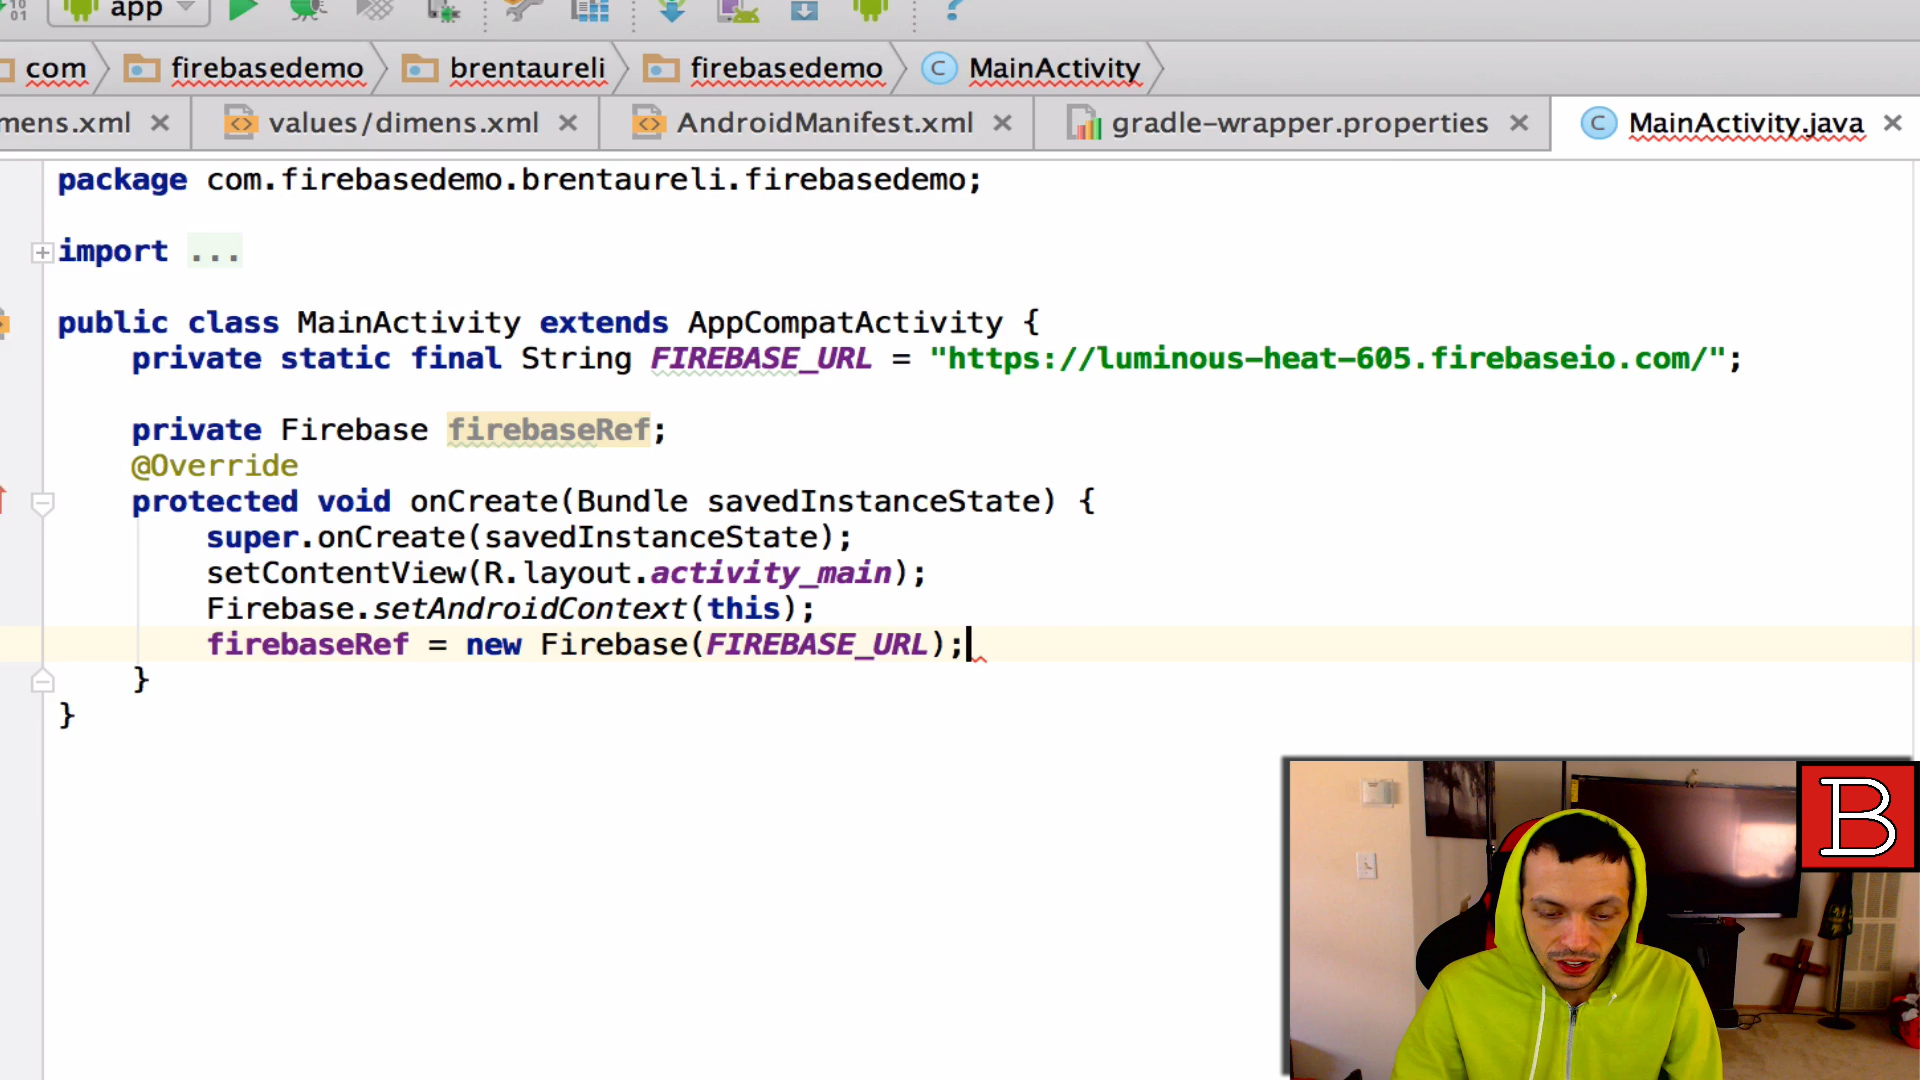 app
com firebasedemo brentaureli firebasedemo C MainActivity
mens.xml values/dimens.xml AndroidManifest.xml gradle-wrapper.properties C MainActivity.java
package com.firebasedemo.brentaureli.firebasedemo;
import ...
public class MainActivity extends AppCompatActivity {
private static final String FIREBASE_URL = "https://luminous-heat-605.firebaseio.com/";
private Firebase firebaseRef;
@Override
protected void onCreate(Bundle savedInstanceState) {
super.onCreate(savedInstanceState);
setContentView(R.layout.activity_main);
Firebase.setAndroidContext(this);
firebaseRef = new Firebase(FIREBASE_URL);
}
}
B